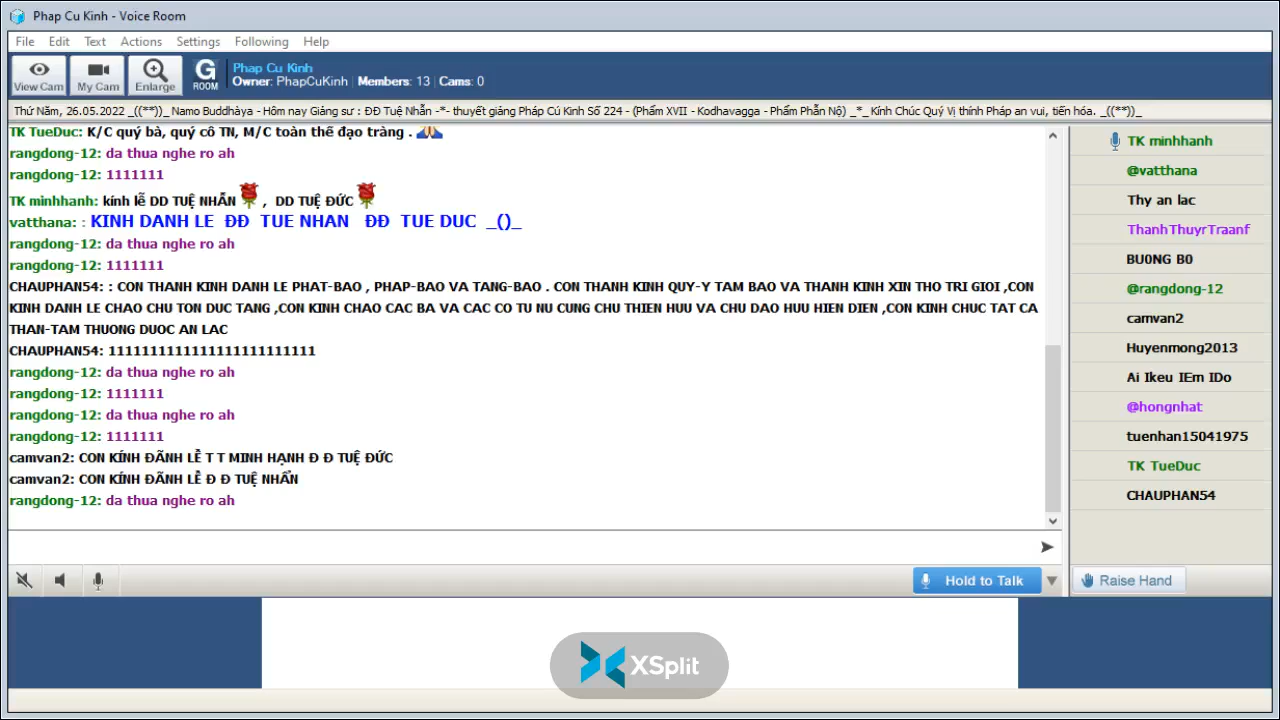 Phap Cu Kinh - Voice Room
File Edit Text Actions Settings Following Help
View Cam My Cam Enlarge G ROOM
Phap Cu Kinh
Owner: PhapCuKinh | Members: 13 | Cams: 0
Thứ Năm, 26.05.2022 _((**))_ Namo Buddhàya - Hôm nay Giảng sư : ĐĐ Tuệ Nhẫn -*- thuyết giảng Pháp Cú Kinh Số 224 - (Phẩm XVII - Kodhavagga - Phẩm Phẫn Nộ) _*_ Kính Chúc Quý Vị thính Pháp an vui, tiến hóa. _((**))_
TK TueDuc: K/C quý bà, quý cô TN, M/C toàn thể đạo tràng . 🙏
rangdong-12: da thua nghe ro ah
rangdong-12: 1111111
TK minhhanh: kính lễ DD TUỆ NHẪN 🌹 , DD TUỆ ĐỨC 🌹
vatthana: : KINH DANH LE ĐĐ TUE NHAN ĐĐ TUE DUC _()_
rangdong-12: da thua nghe ro ah
rangdong-12: 1111111
CHAUPHAN54: : CON THANH KINH DANH LE PHAT-BAO , PHAP-BAO VA TANG-BAO . CON THANH KINH QUY-Y TAM BAO VA THANH KINH XIN THO TRI GIOI ,CON
KINH DANH LE CHAO CHU TON DUC TANG ,CON KINH CHAO CAC BA VA CAC CO TU NU CUNG CHU THIEN HUU VA CHU DAO HUU HIEN DIEN ,CON KINH CHUC TAT CA
THAN-TAM THUONG DUOC AN LAC
CHAUPHAN54: 1111111111111111111111111
rangdong-12: da thua nghe ro ah
rangdong-12: 1111111
rangdong-12: da thua nghe ro ah
rangdong-12: 1111111
camvan2: CON KÍNH ĐÃNH LỄ T T MINH HẠNH Đ Đ TUỆ ĐỨC
camvan2: CON KÍNH ĐÃNH LỄ Đ Đ TUỆ NHẨN
rangdong-12: da thua nghe ro ah
TK minhhanh
@vatthana
Thy an lac
ThanhThuyrTraanf
BU0NG B0
@rangdong-12
camvan2
Huyenmong2013
Ai Ikeu IEm IDo
@hongnhat
tuenhan15041975
TK TueDuc
CHAUPHAN54
Hold to Talk
Raise Hand
XSplit